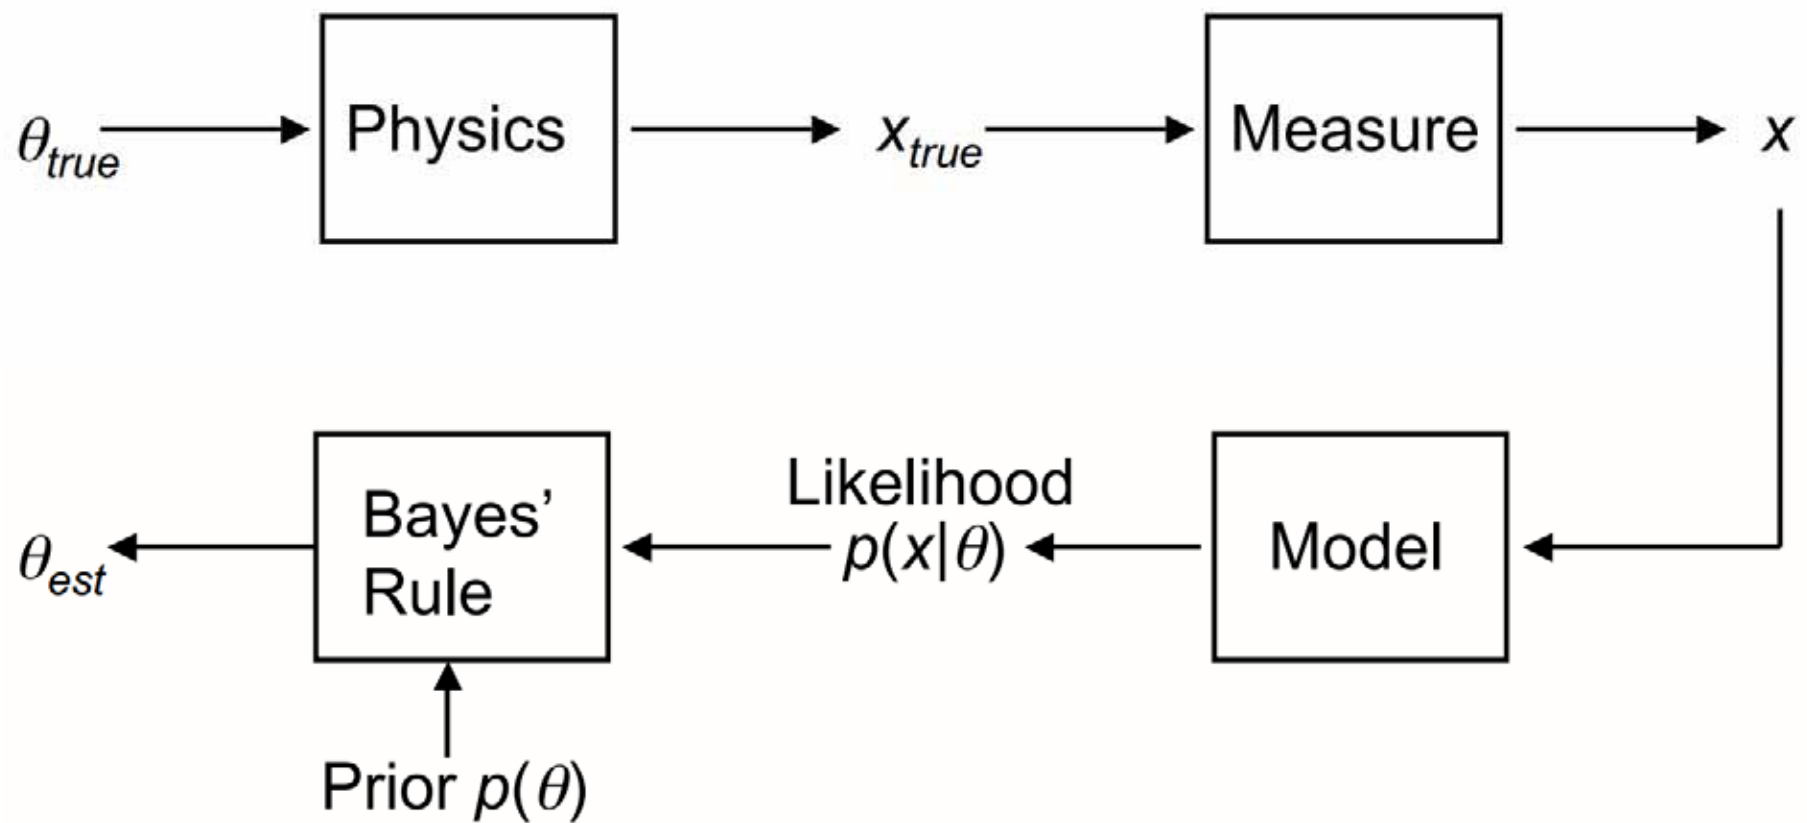 θtrue
Physics
xtrue
Measure
x
Bayes’
Rule
Likelihood
p(x|θ)
Model
θest
Prior p(θ)